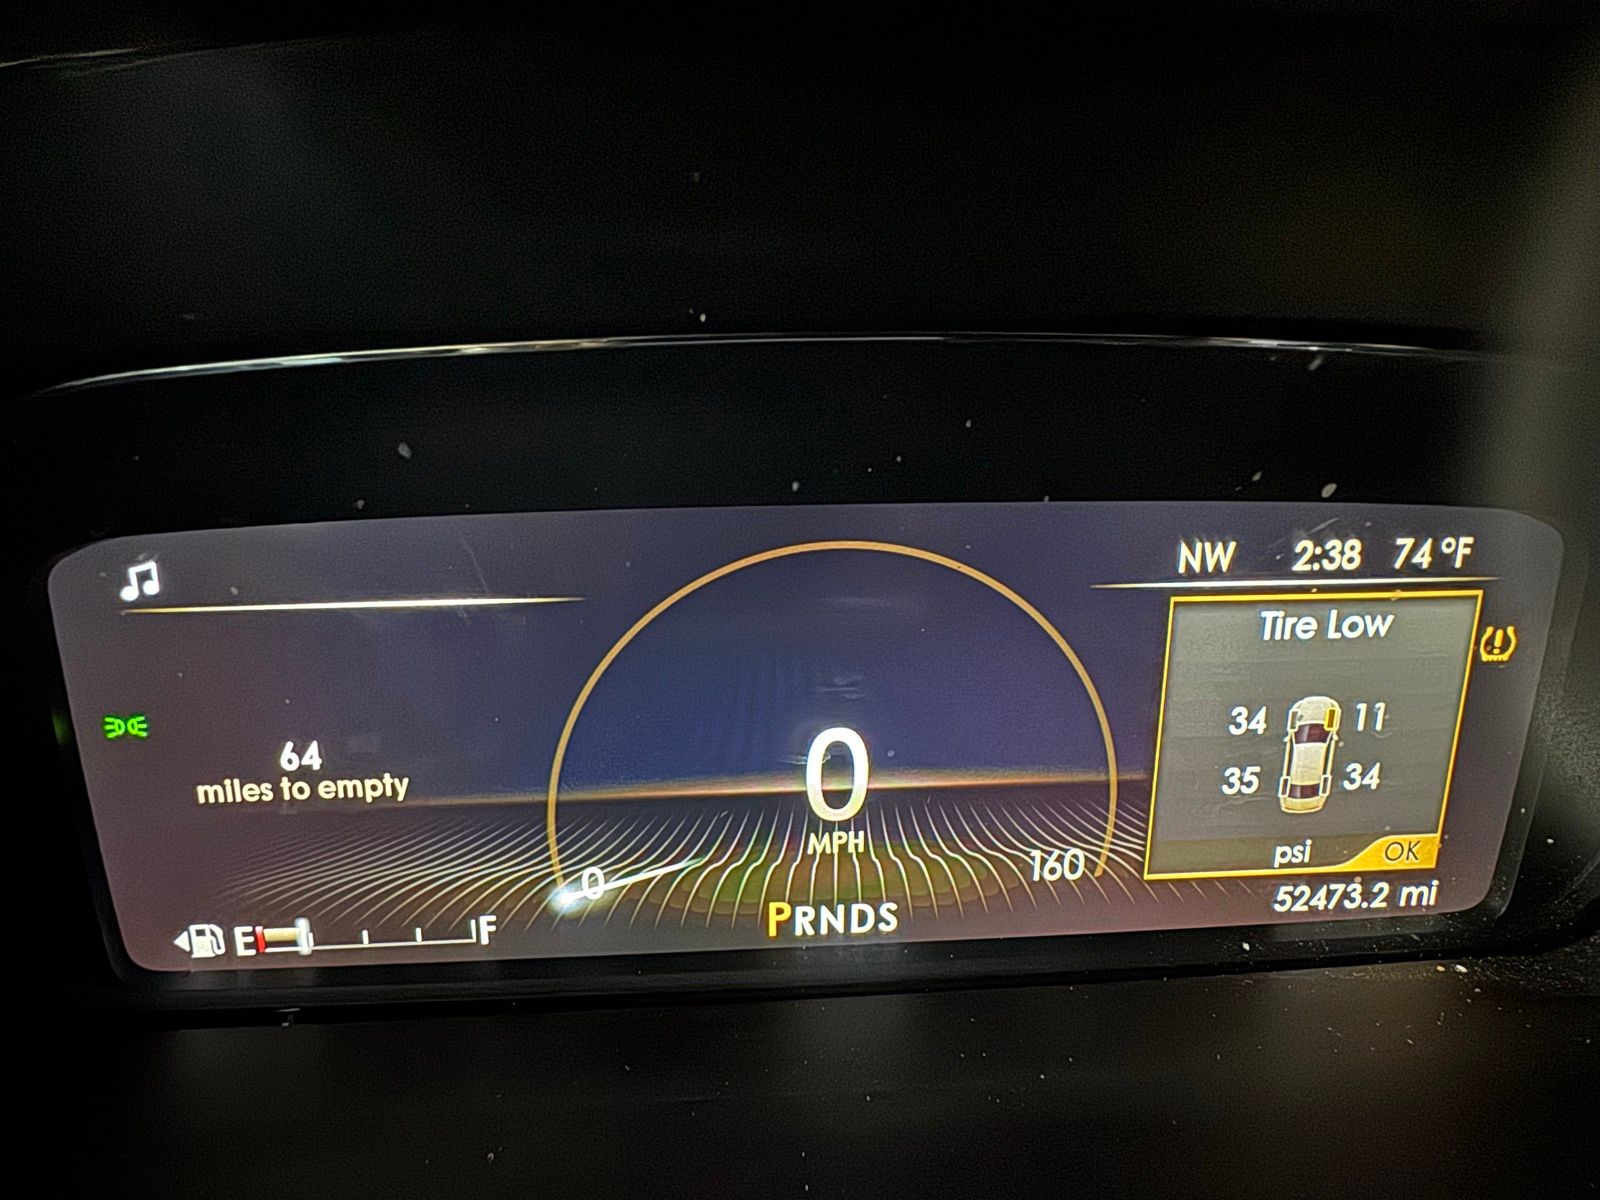 NW 2:38 74 °F
Tire Low
34 11
35 34
psi OK
52473.2 mi
64
miles to empty
0
MPH
0 160
PRNDS
E F